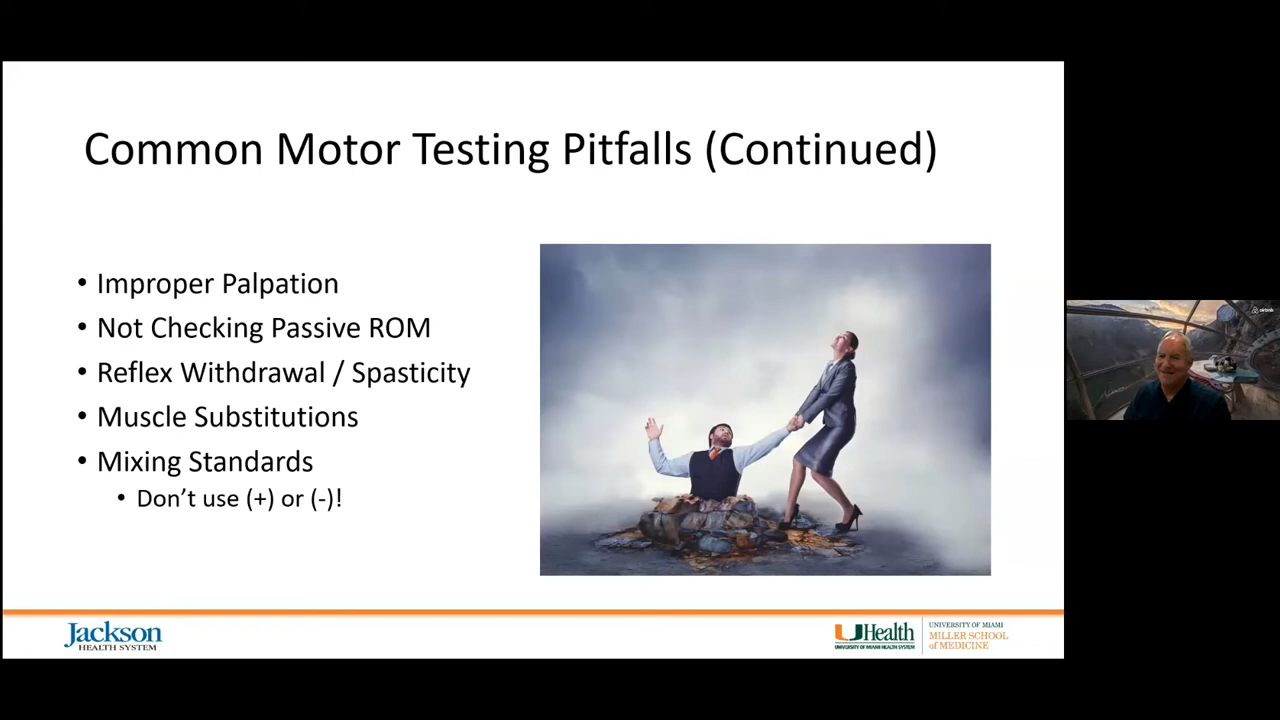 Common Motor Testing Pitfalls (Continued)
• Improper Palpation
• Not Checking Passive ROM
• Reflex Withdrawal / Spasticity
• Muscle Substitutions
• Mixing Standards
• Don’t use (+) or (-)!
Jackson
HEALTH SYSTEM
UHealth
UNIVERSITY OF MIAMI HEALTH SYSTEM
UNIVERSITY OF MIAMI
MILLER SCHOOL
of MEDICINE
airbnb